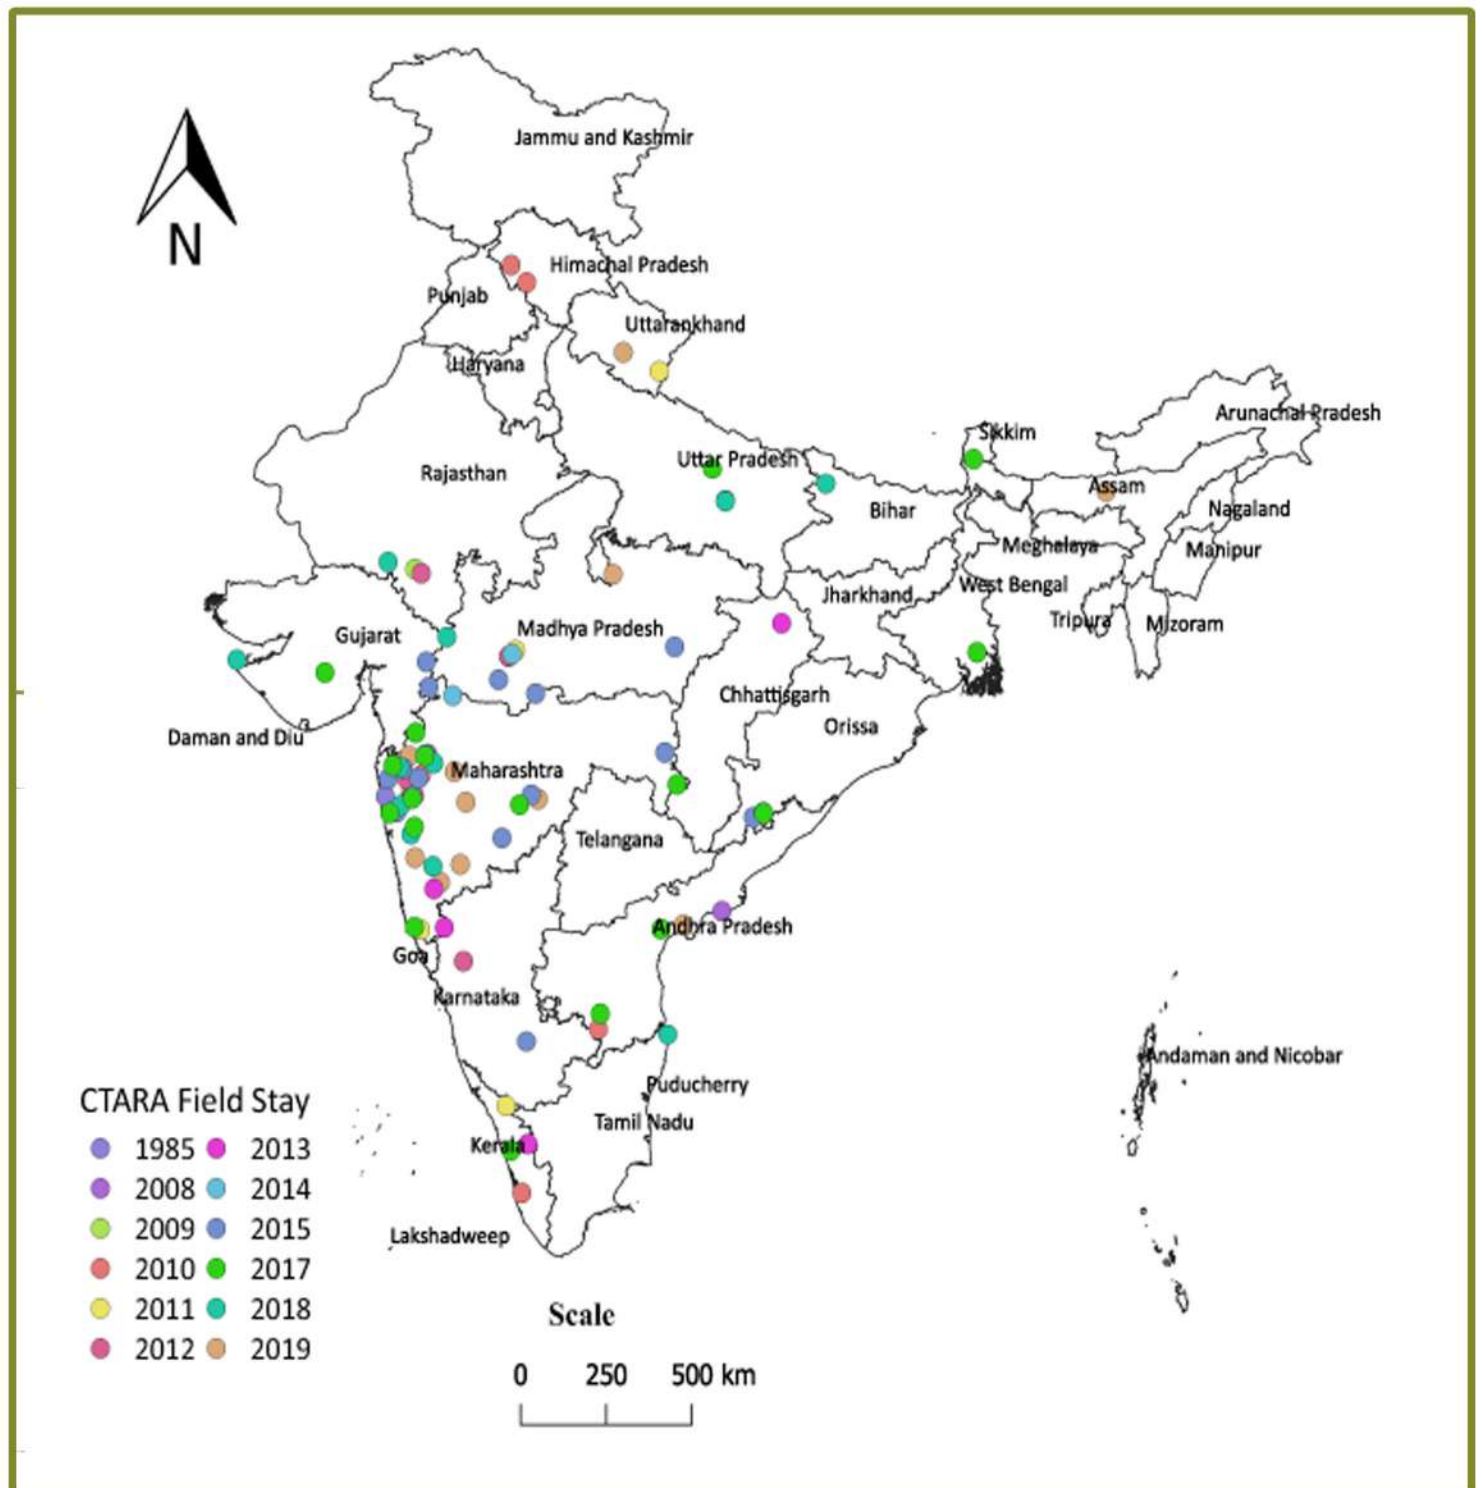 Jammu and Kashmir
N
Himachal Pradesh
Punjab
Uttarankhand
Haryana
Arunachal Pradesh
Sikkim
Uttar Pradesh
Rajasthan
Assam
Bihar
Nagaland
Meghalaya
Manipur
West Bengal
Jharkhand
Tripura
Mizoram
Madhya Pradesh
Gujarat
Chhattisgarh
Orissa
Daman and Diu
Maharashtra
Telangana
Andhra Pradesh
Goa
Karnataka
Andaman and Nicobar
Puducherry
Tamil Nadu
Kerala
Lakshadweep
CTARA Field Stay
1985 2013
2008 2014
2009 2015
2010 2017
2011 2018
2012 2019
Scale
0 250 500 km